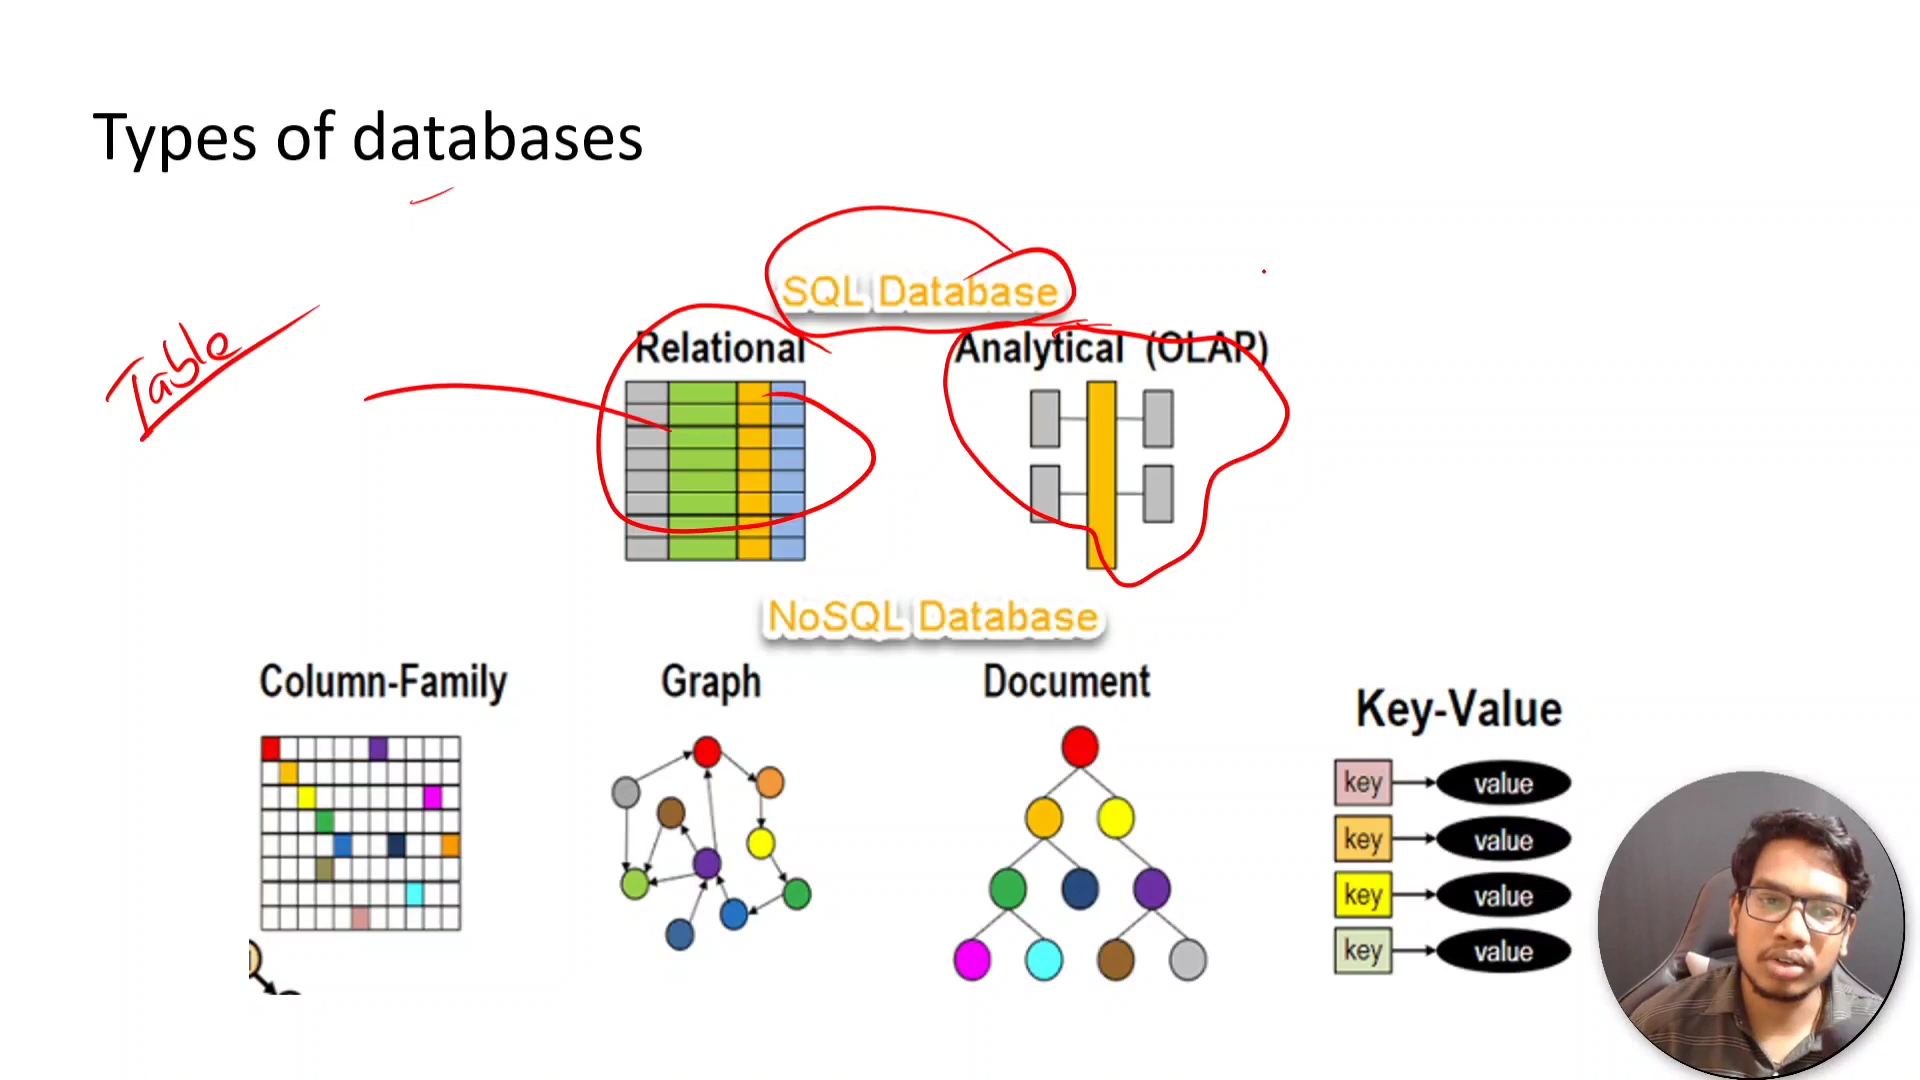 Types of databases
SQL Database
Table
Relational
Analytical (OLAP)
NoSQL Database
Column-Family
Graph
Document
Key-Value
key value
key value
key value
key value